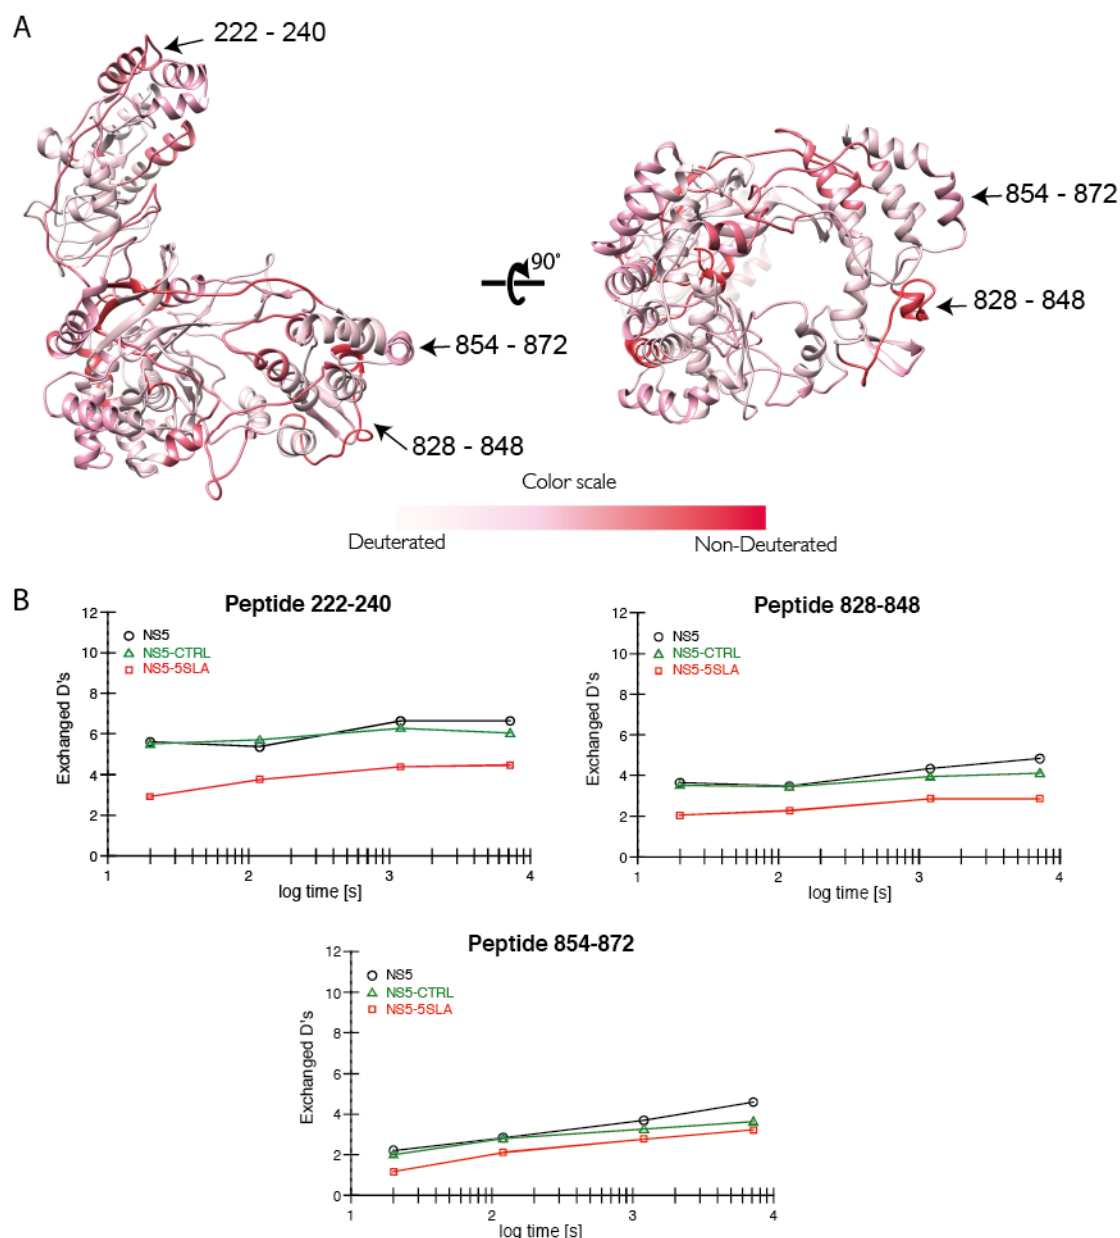 A
222 - 240
854 - 872
90°
828 - 848
854 - 872
828 - 848
Color scale
Deuterated
Non-Deuterated
B
Peptide 222-240
12
10
8
6
4
2
0
NS5
NS5-CTRL
NS5-5SLA
Exchanged D's
1
2
3
4
log time [s]
Peptide 828-848
12
10
8
6
4
2
0
NS5
NS5-CTRL
NS5-5SLA
Exchanged D's
1
2
3
4
log time [s]
Peptide 854-872
12
10
8
6
4
2
0
NS5
NS5-CTRL
NS5-5SLA
Exchanged D's
1
2
3
4
log time [s]